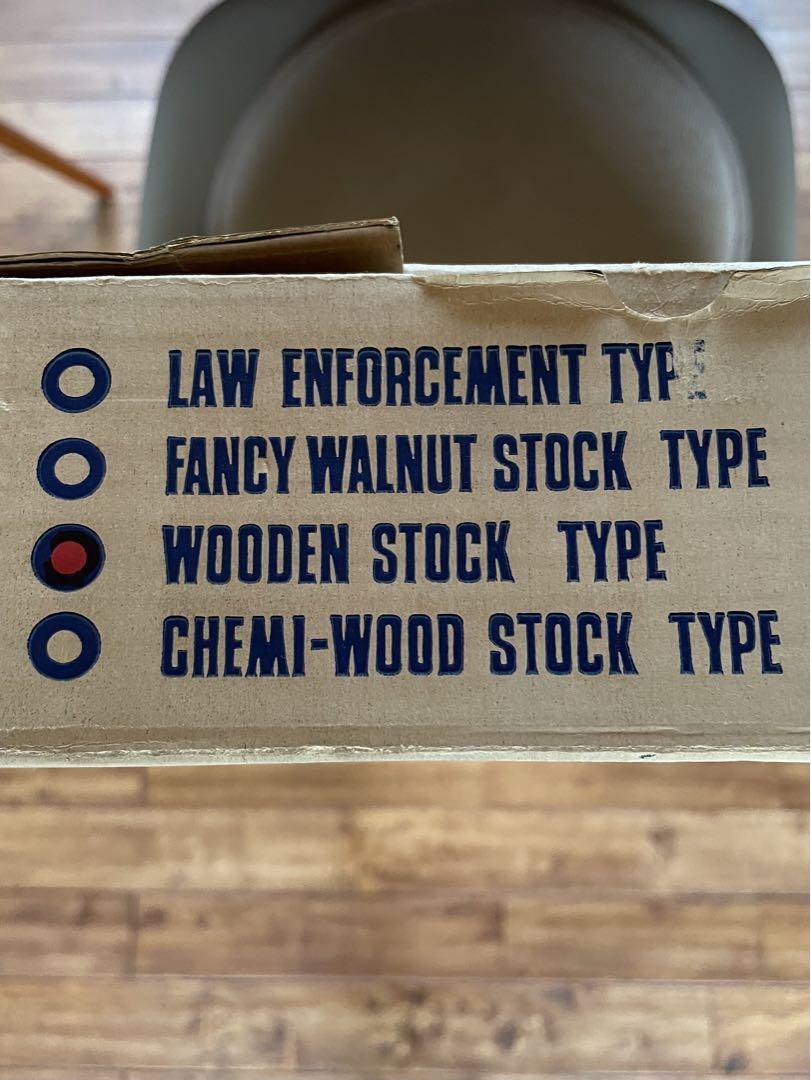 LAW ENFORCEMENT TYPE
FANCY WALNUT STOCK TYPE
WOODEN STOCK TYPE
CHEMI-WOOD STOCK TYPE